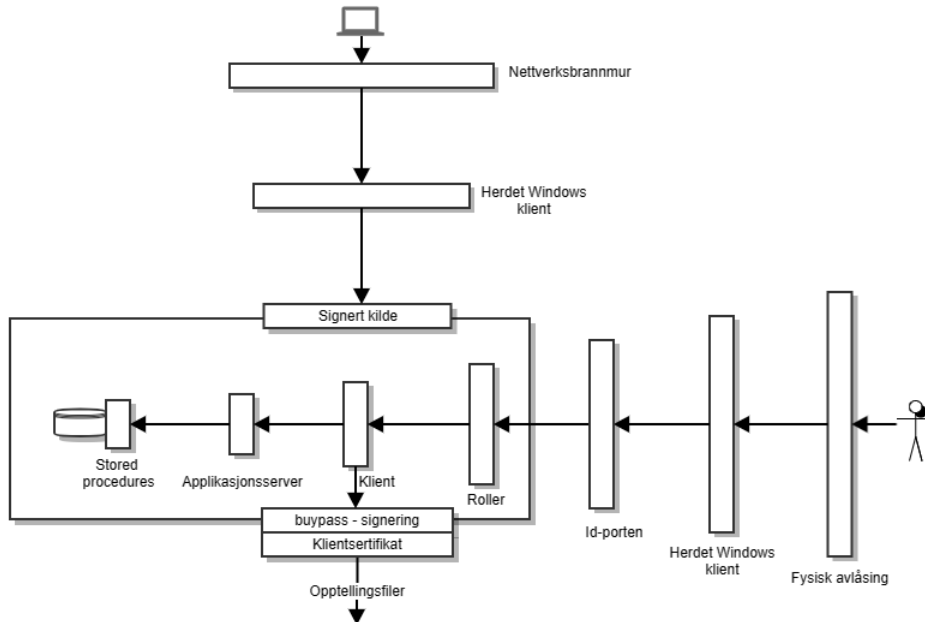 Nettverksbrannmur
Herdet Windows
klient
Signert kilde
Stored
procedures
Applikasjonsserver
Klient
Roller
Id-porten
Herdet Windows
klient
Fysisk avlåsing
buypass - signering
Klientsertifikat
Opptellingsfiler